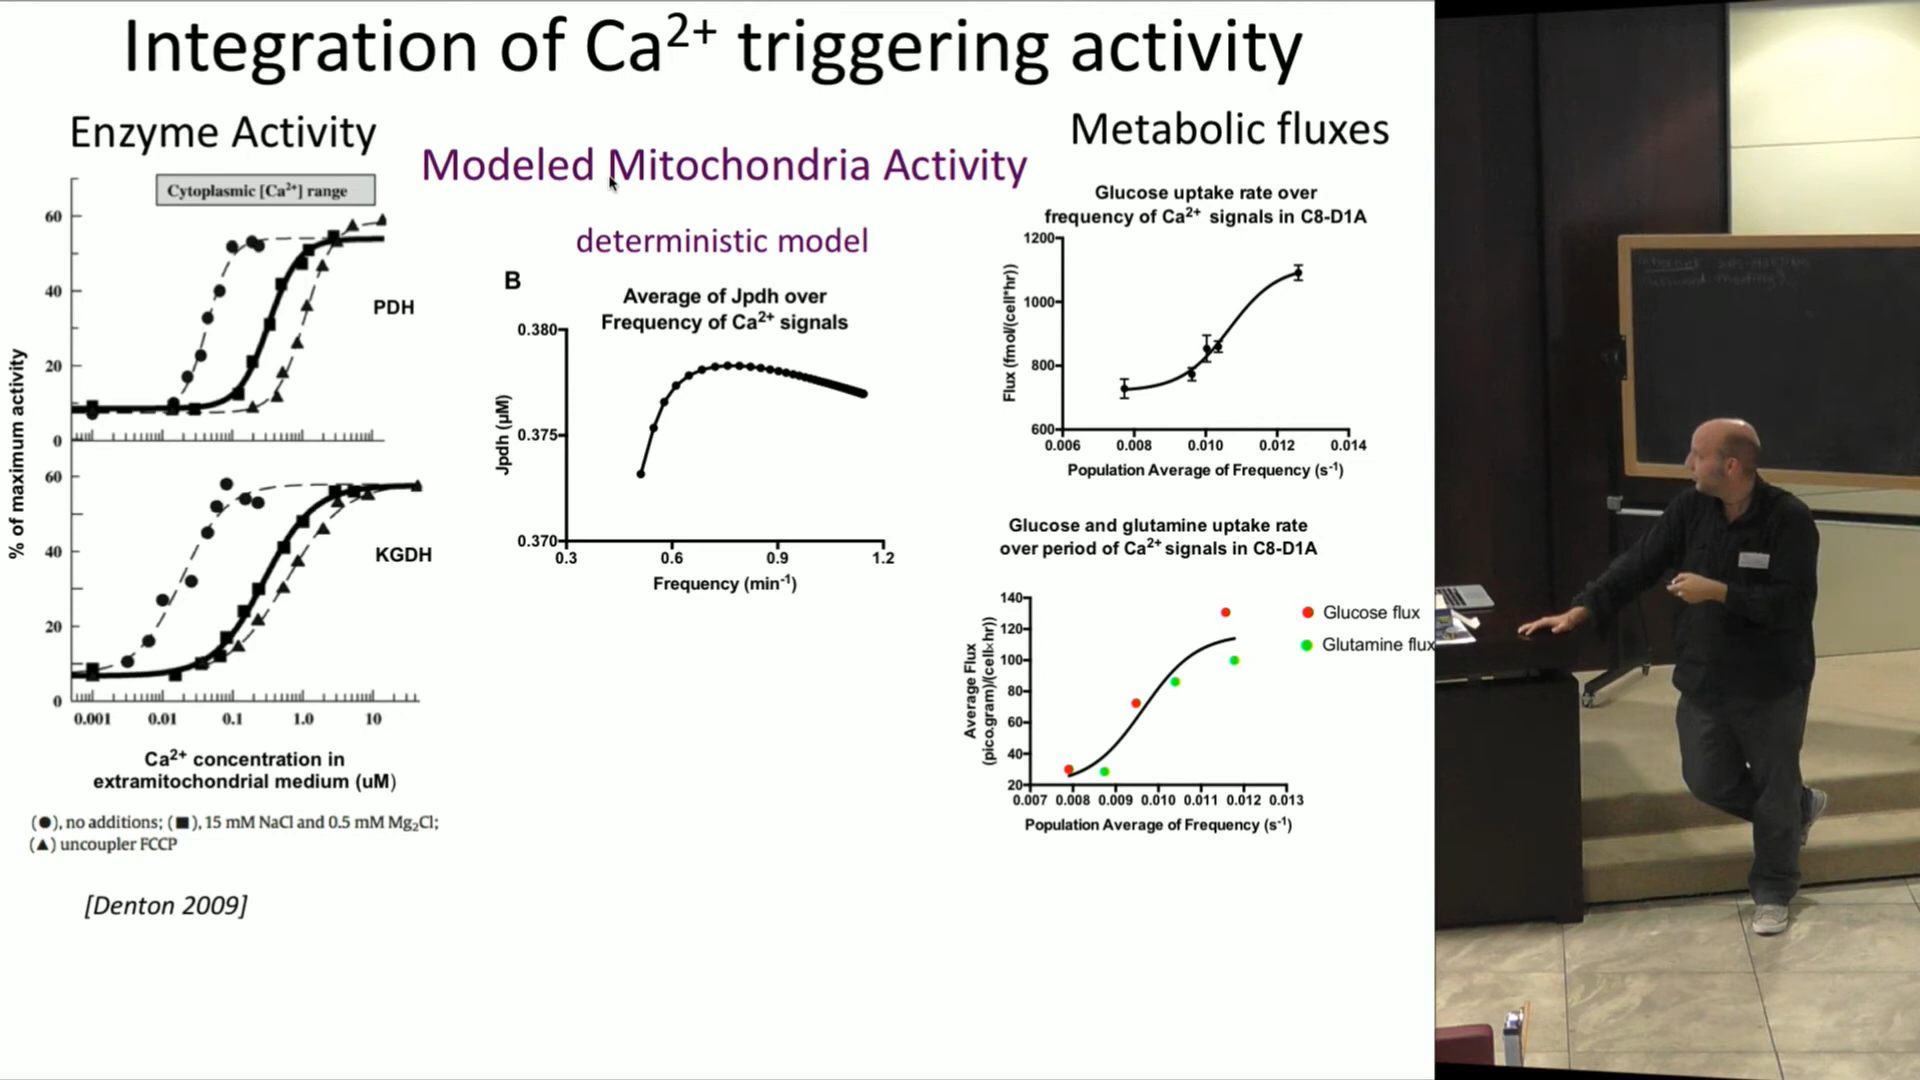 Integration of Ca2+ triggering activity
Enzyme Activity
Cytoplasmic [Ca2+] range
60
40
20
0
PDH
60
40
20
0
KGDH
% of maximum activity
0.001 0.01 0.1 1.0 10
Ca2+ concentration in
extramitochondrial medium (uM)
(●), no additions; (■), 15 mM NaCl and 0.5 mM Mg2Cl;
(▲) uncoupler FCCP
[Denton 2009]
Modeled Mitochondria Activity
deterministic model
B
Average of Jpdh over
Frequency of Ca2+ signals
0.380
0.375
0.370
Jpdh (µM)
0.3 0.6 0.9 1.2
Frequency (min-1)
Metabolic fluxes
Glucose uptake rate over
frequency of Ca2+ signals in C8-D1A
1200
1000
800
600
Flux (fmol/(cell*hr))
0.006 0.008 0.010 0.012 0.014
Population Average of Frequency (s-1)
Glucose and glutamine uptake rate
over period of Ca2+ signals in C8-D1A
140
120
100
80
60
40
20
Average Flux
(pico.gram)/(cell×hr))
Glucose flux
Glutamine flux
0.007 0.008 0.009 0.010 0.011 0.012 0.013
Population Average of Frequency (s-1)